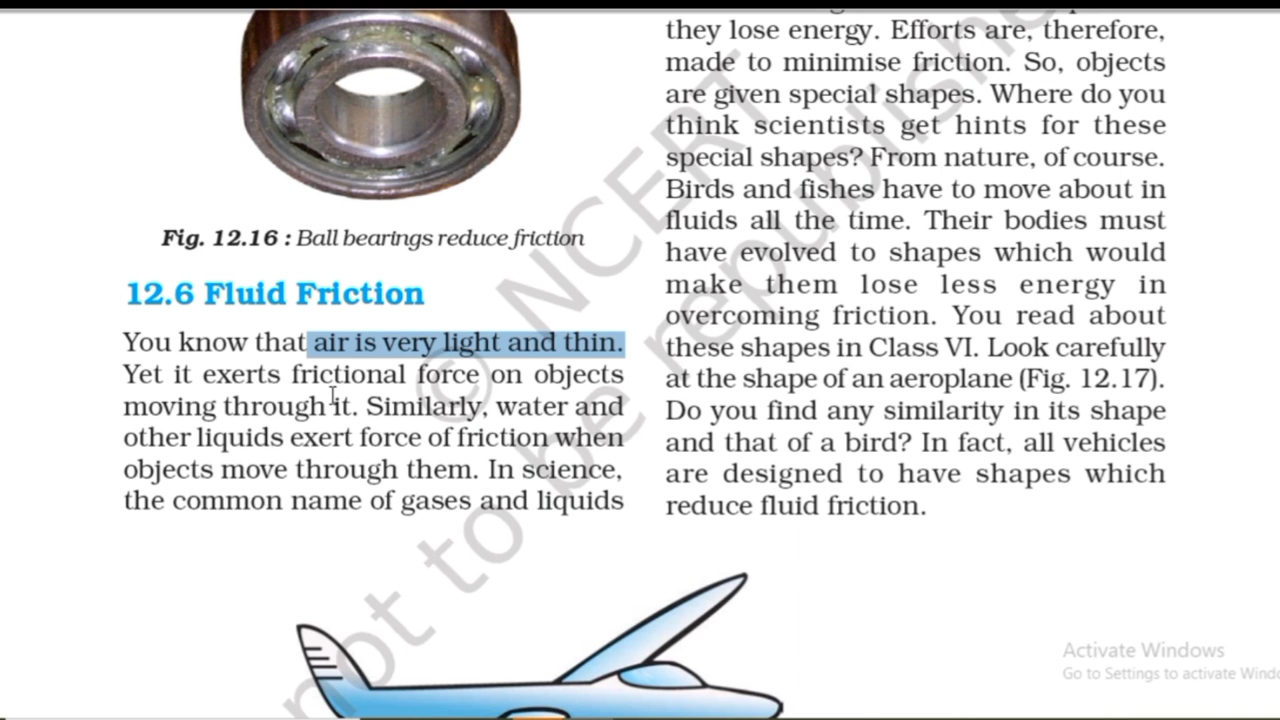 Fig. 12.16 : Ball bearings reduce friction
12.6 Fluid Friction
You know that air is very light and thin.
Yet it exerts frictional force on objects
moving through it. Similarly, water and
other liquids exert force of friction when
objects move through them. In science,
the common name of gases and liquids
they lose energy. Efforts are, therefore,
made to minimise friction. So, objects
are given special shapes. Where do you
think scientists get hints for these
special shapes? From nature, of course.
Birds and fishes have to move about in
fluids all the time. Their bodies must
have evolved to shapes which would
make them lose less energy in
overcoming friction. You read about
these shapes in Class VI. Look carefully
at the shape of an aeroplane (Fig. 12.17).
Do you find any similarity in its shape
and that of a bird? In fact, all vehicles
are designed to have shapes which
reduce fluid friction.
© NCERT
not to be republishe
Activate Windows
Go to Settings to activate Windo